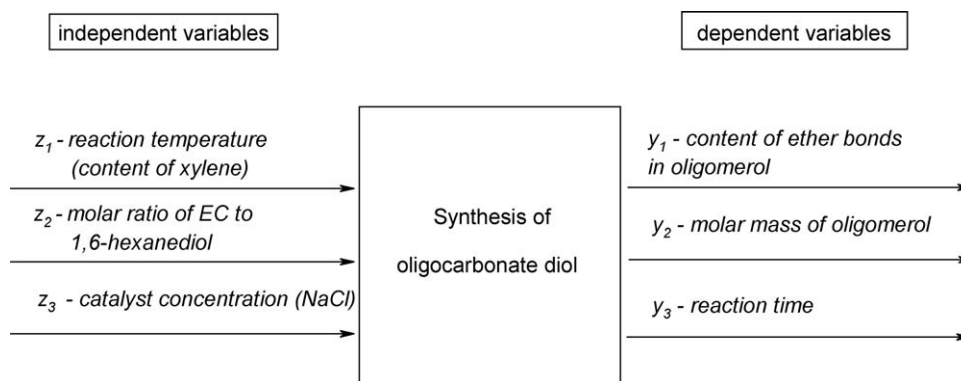 independent variables
dependent variables
z1 - reaction temperature
(content of xylene)
z2 - molar ratio of EC to
1,6-hexanediol
z3 - catalyst concentration (NaCl)
Synthesis of
oligocarbonate diol
y1 - content of ether bonds
in oligomerol
y2 - molar mass of oligomerol
y3 - reaction time